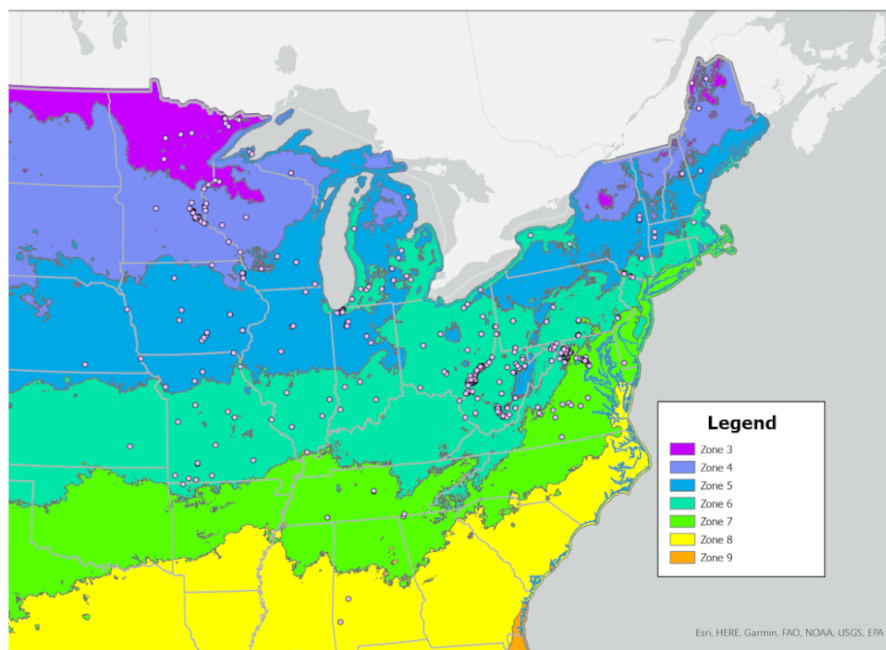 Legend
Zone 3
Zone 4
Zone 5
Zone 6
Zone 7
Zone 8
Zone 9
Esri, HERE, Garmin, FAO, NOAA, USGS, EPA